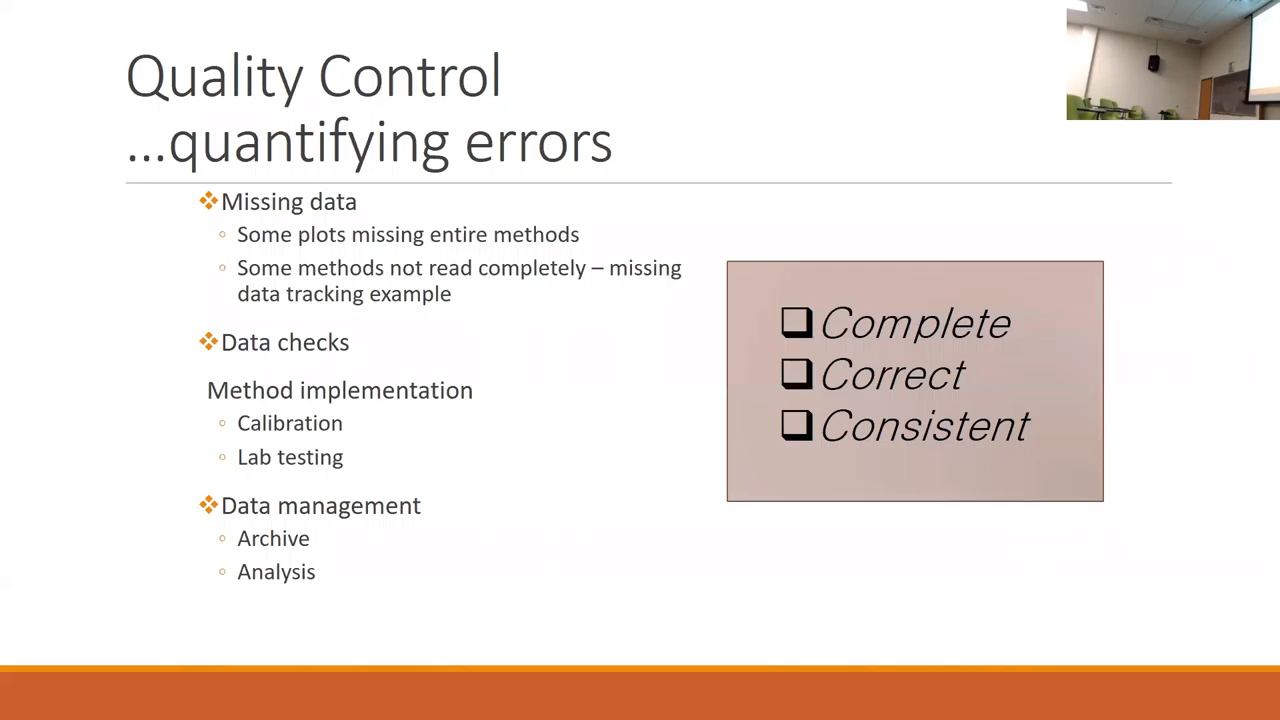 Quality Control
...quantifying errors
Missing data
Some plots missing entire methods
Some methods not read completely – missing
data tracking example
Data checks
Method implementation
Calibration
Lab testing
Data management
Archive
Analysis
Complete
Correct
Consistent